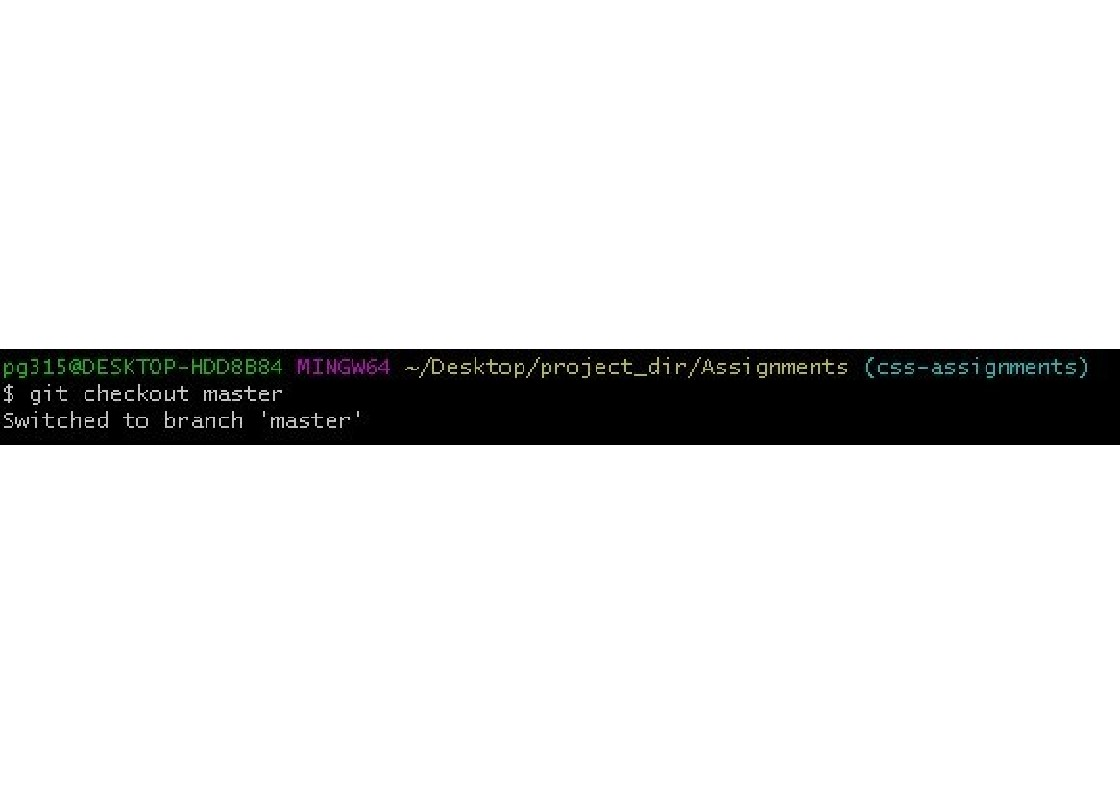 pg315@DESKTOP-HDD8B84 MINGW64 ~/Desktop/project_dir/Assignments (css-assignments)
$ git checkout master
Switched to branch 'master'